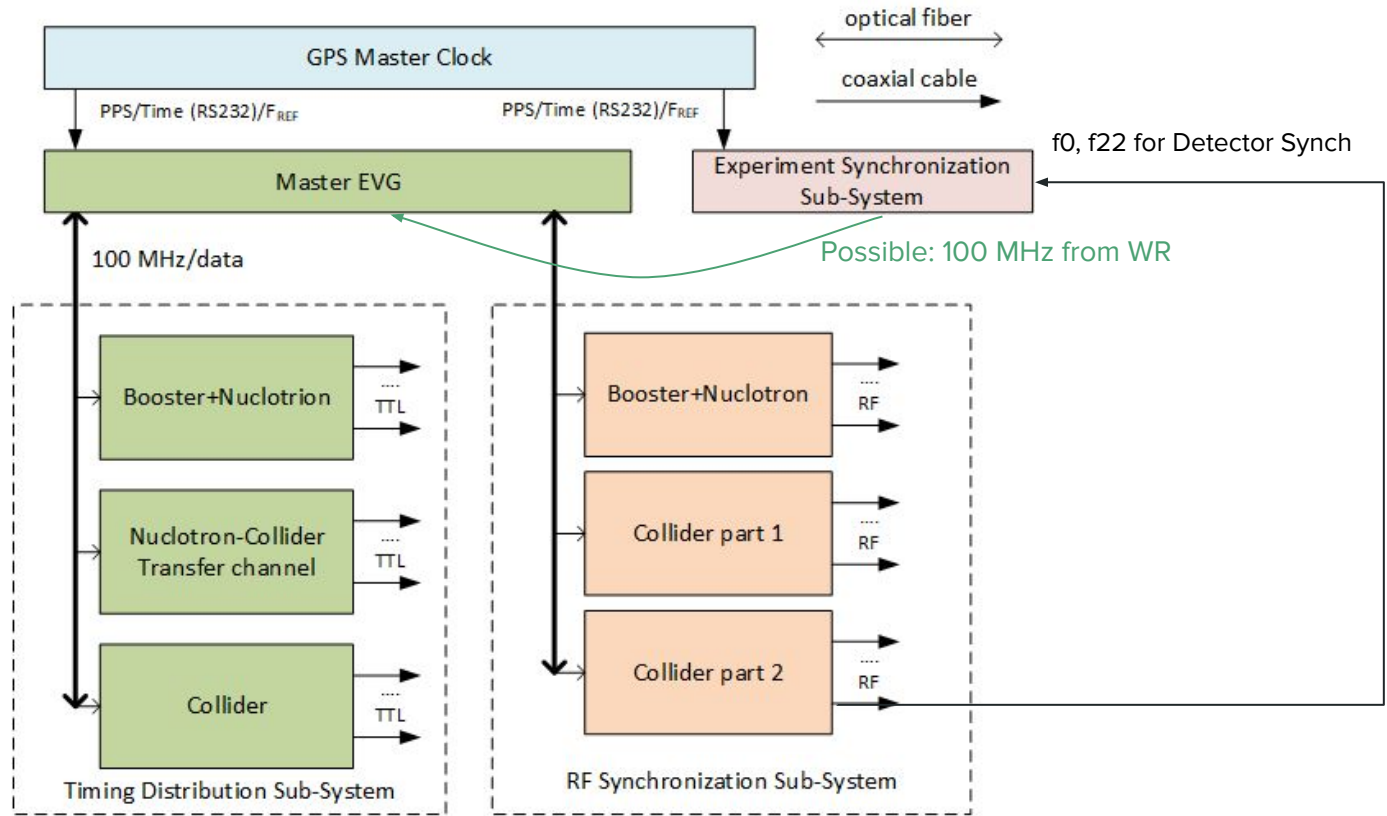 optical fiber
GPS Master Clock
coaxial cable
PPS/Time (RS232)/FREF
PPS/Time (RS232)/FREF
f0, f22 for Detector Synch
Master EVG
Experiment Synchronization
Sub-System
Possible: 100 MHz from WR
100 MHz/data
Booster+Nuclotrion
....
TTL
Nuclotron-Collider
Transfer channel
....
TTL
Collider
....
TTL
Timing Distribution Sub-System
Booster+Nuclotron
....
RF
Collider part 1
....
RF
Collider part 2
....
RF
RF Synchronization Sub-System